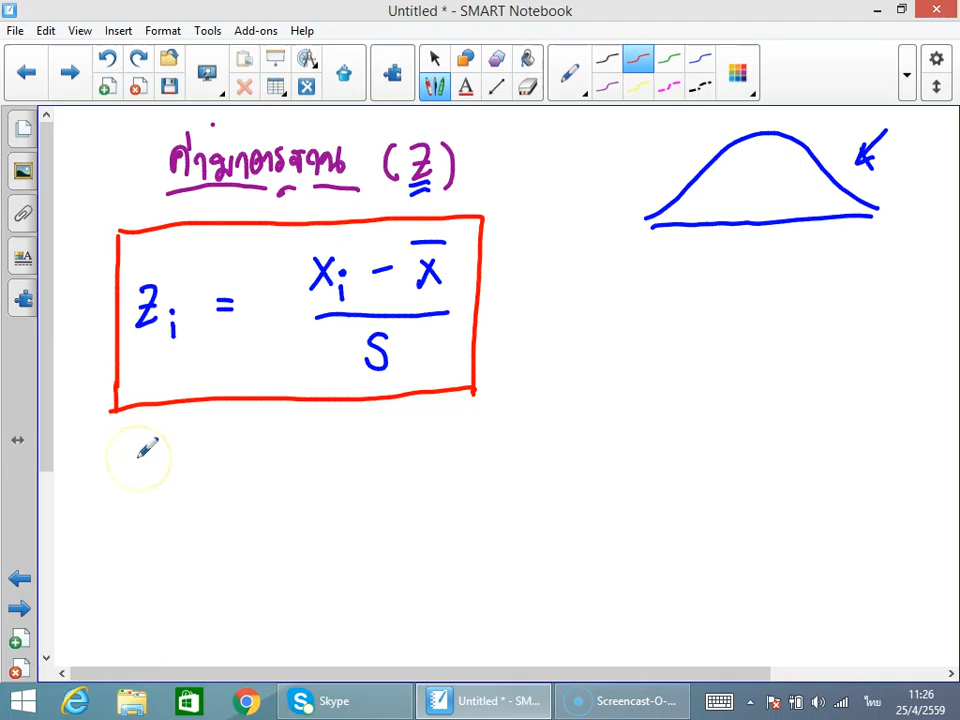 Untitled * - SMART Notebook
File Edit View Insert Format Tools Add-ons Help
ค่ามาตรฐาน (Z)
Zi = xi - x̅
S
Skype
Untitled * - S...
Screencast-O-...
ไทย
11:26
25/4/2559